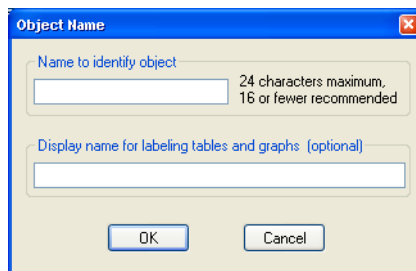 Object Name
Name to identify object
24 characters maximum,
16 or fewer recommended
Display name for labeling tables and graphs (optional)
OK
Cancel